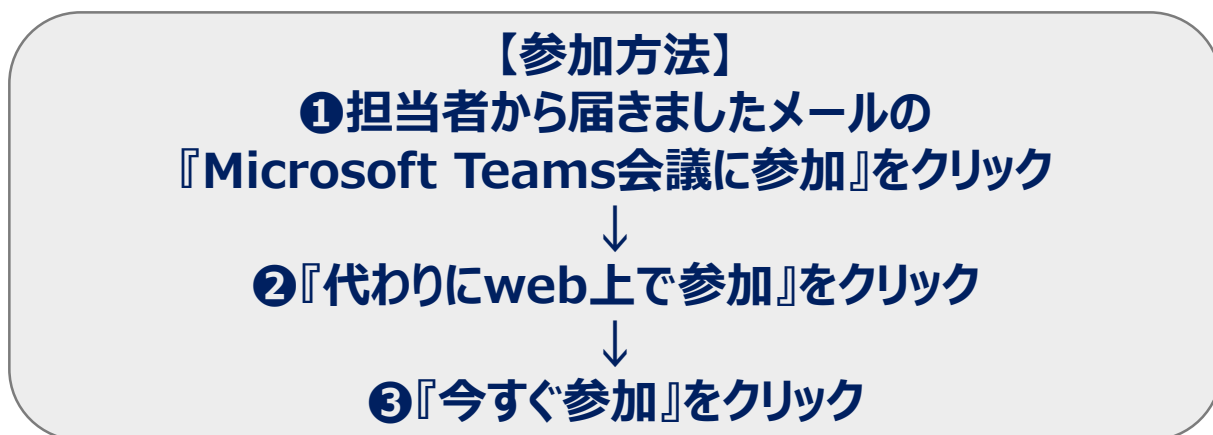 【参加方法】
❶担当者から届きましたメールの
『Microsoft Teams会議に参加』をクリック
↓
❷『代わりにweb上で参加』をクリック
↓
❸『今すぐ参加』をクリック